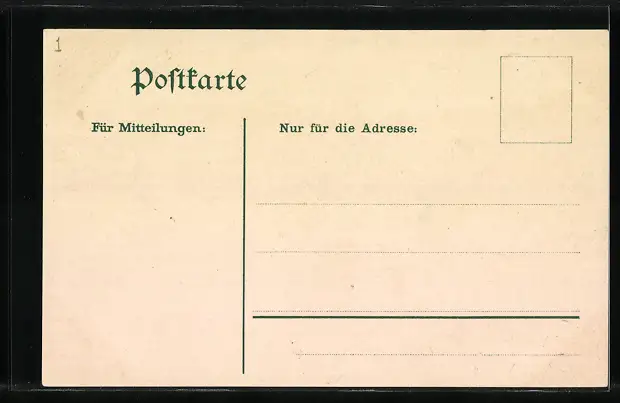 1
Postkarte
Für Mitteilungen:
Nur für die Adresse: